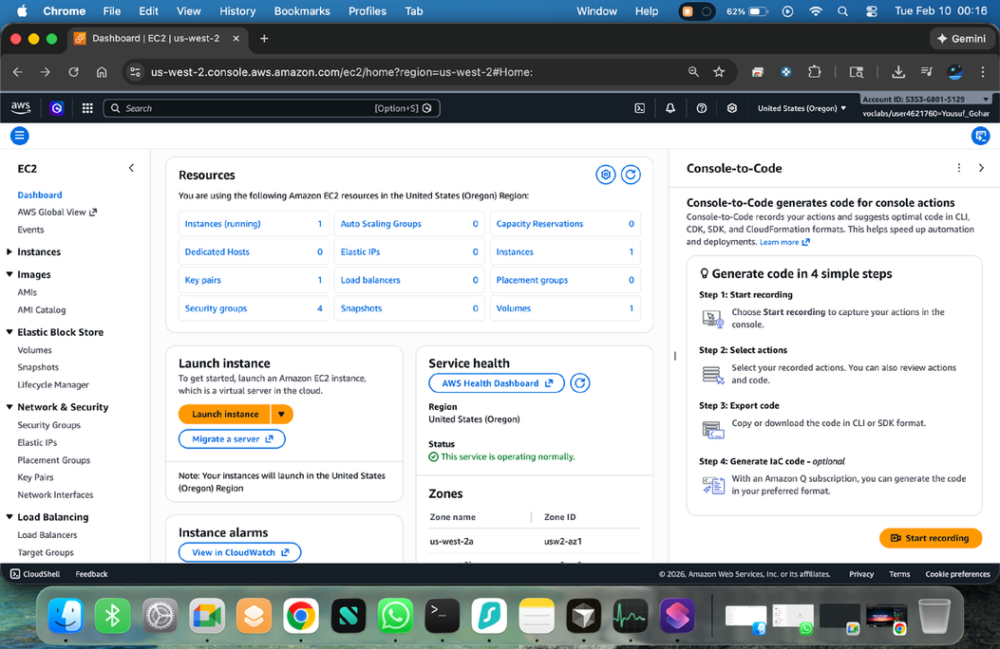 Chrome File Edit View History Bookmarks Profiles Tab Window Help 62% Tue Feb 10 00:16
Dashboard | EC2 | us-west-2
Gemini
us-west-2.console.aws.amazon.com/ec2/home?region=us-west-2#Home:
aws
Search [Option+S]
United States (Oregon)
Account ID: 5353-6801-5129
voclabs/user4621760=Yousuf_Gohar
EC2
Dashboard
AWS Global View
Events
Instances
Images
AMIs
AMI Catalog
Elastic Block Store
Volumes
Snapshots
Lifecycle Manager
Network & Security
Security Groups
Elastic IPs
Placement Groups
Key Pairs
Network Interfaces
Load Balancing
Load Balancers
Target Groups
Resources
You are using the following Amazon EC2 resources in the United States (Oregon) Region:
Instances (running) 1 Auto Scaling Groups 0 Capacity Reservations 0
Dedicated Hosts 0 Elastic IPs 0 Instances 1
Key pairs 1 Load balancers 0 Placement groups 0
Security groups 4 Snapshots 0 Volumes 1
Launch instance
To get started, launch an Amazon EC2 instance,
which is a virtual server in the cloud.
Launch instance
Migrate a server
Note: Your instances will launch in the United States
(Oregon) Region
Instance alarms
View in CloudWatch
Service health
AWS Health Dashboard
Region
United States (Oregon)
Status
This service is operating normally.
Zones
Zone name Zone ID
us-west-2a usw2-az1
Console-to-Code
Console-to-Code generates code for console actions
Console-to-Code records your actions and suggests optimal code in CLI,
CDK, SDK, and CloudFormation formats. This helps speed up automation
and deployments. Learn more
Generate code in 4 simple steps
Step 1: Start recording
Choose Start recording to capture your actions in the
console.
Step 2: Select actions
Select your recorded actions. You can also review actions
and code.
Step 3: Export code
Copy or download the code in CLI or SDK format.
Step 4: Generate IaC code - optional
With an Amazon Q subscription, you can generate the code
in your preferred format.
Start recording
CloudShell Feedback © 2026, Amazon Web Services, Inc. or its affiliates. Privacy Terms Cookie preferences